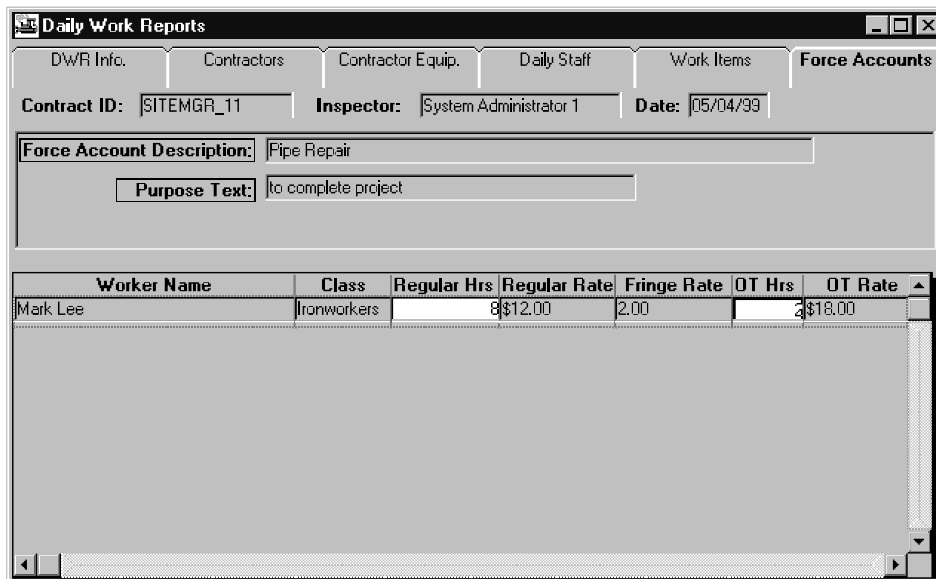 Daily Work Reports
DWR Info. Contractors Contractor Equip. Daily Staff Work Items Force Accounts
Contract ID: SITEMGR_11 Inspector: System Administrator 1 Date: 05/04/99
Force Account Description: Pipe Repair
Purpose Text: to complete project
Worker Name Class Regular Hrs Regular Rate Fringe Rate OT Hrs OT Rate
Mark Lee Ironworkers 8 $12.00 2.00 2 $18.00